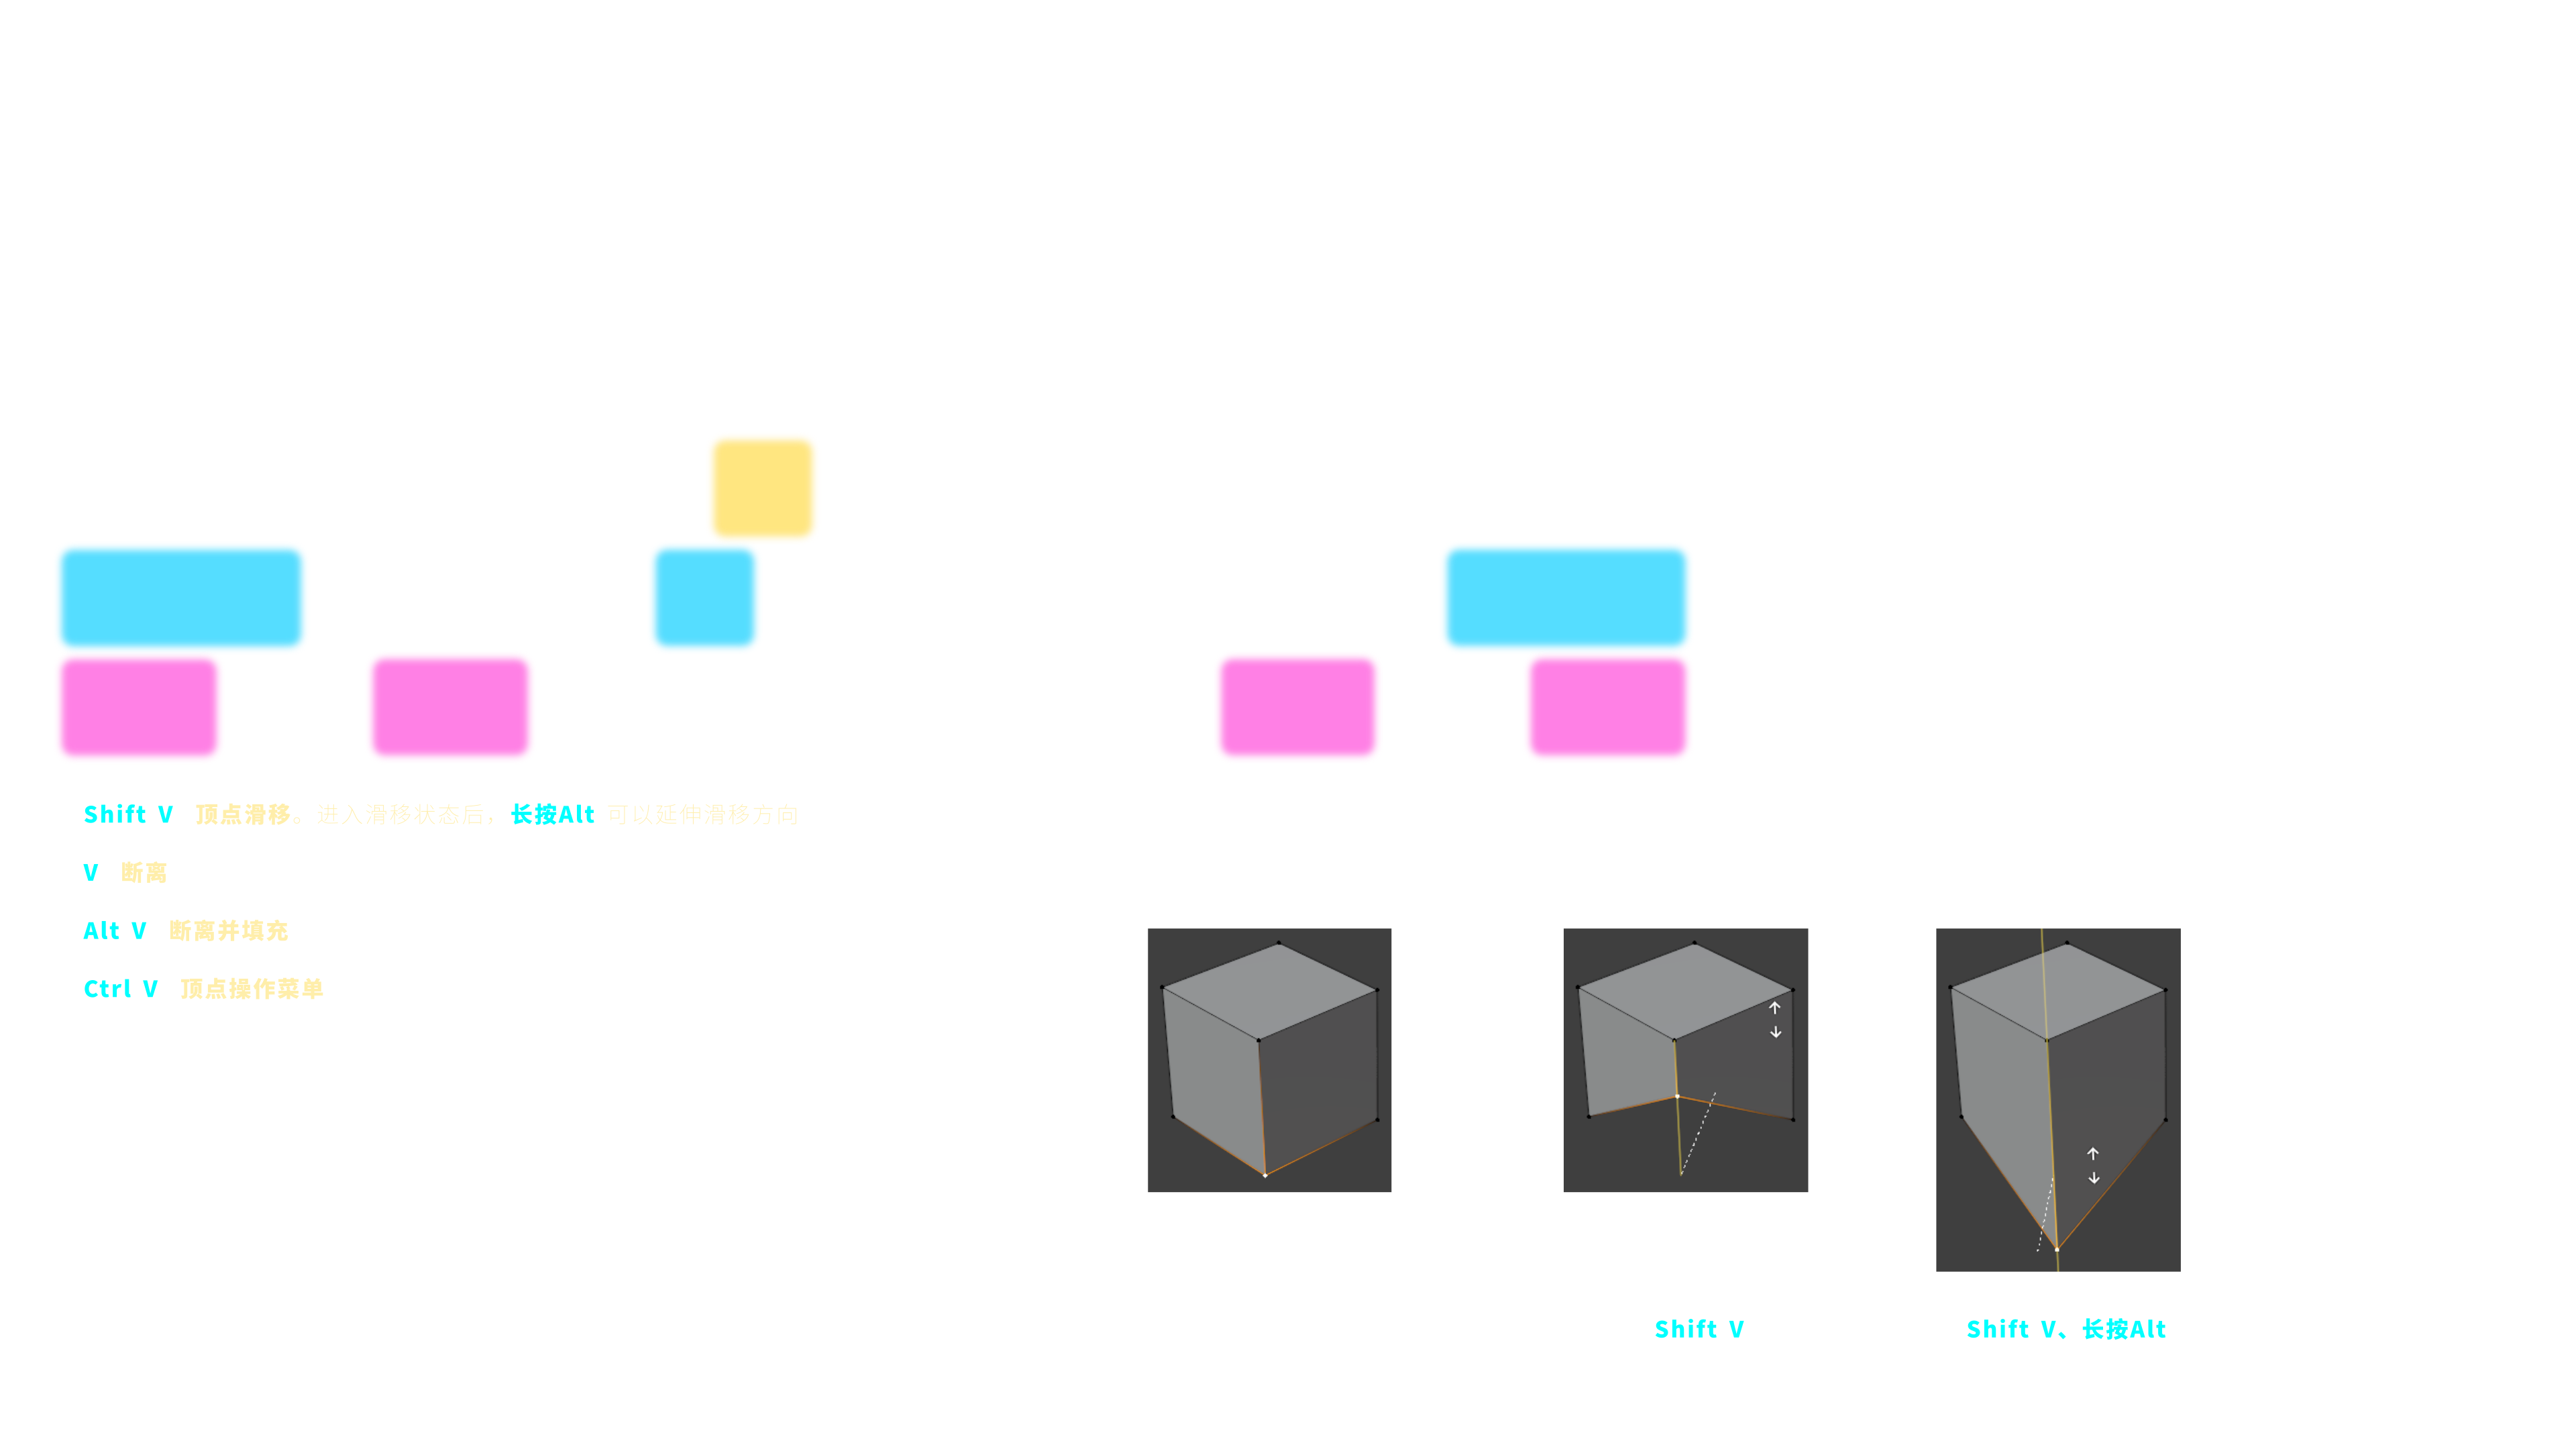 Shift V 顶点滑移。进入滑移状态后，长按Alt 可以延伸滑移方向
V 断离
Alt V 断离并填充
Ctrl V 顶点操作菜单
Shift V
Shift V、长按Alt